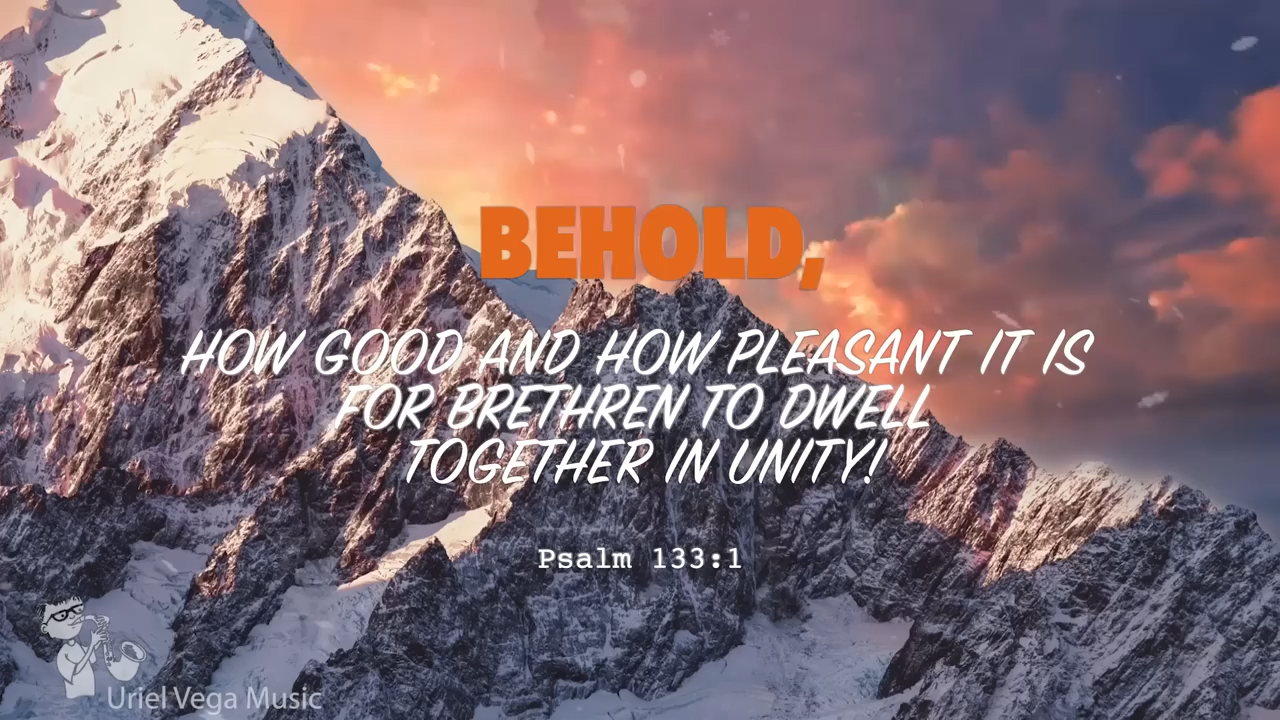 BEHOLD,
HOW GOOD AND HOW PLEASANT IT IS
FOR BRETHREN TO DWELL
TOGETHER IN UNITY!
Psalm 133:1
Uriel Vega Music